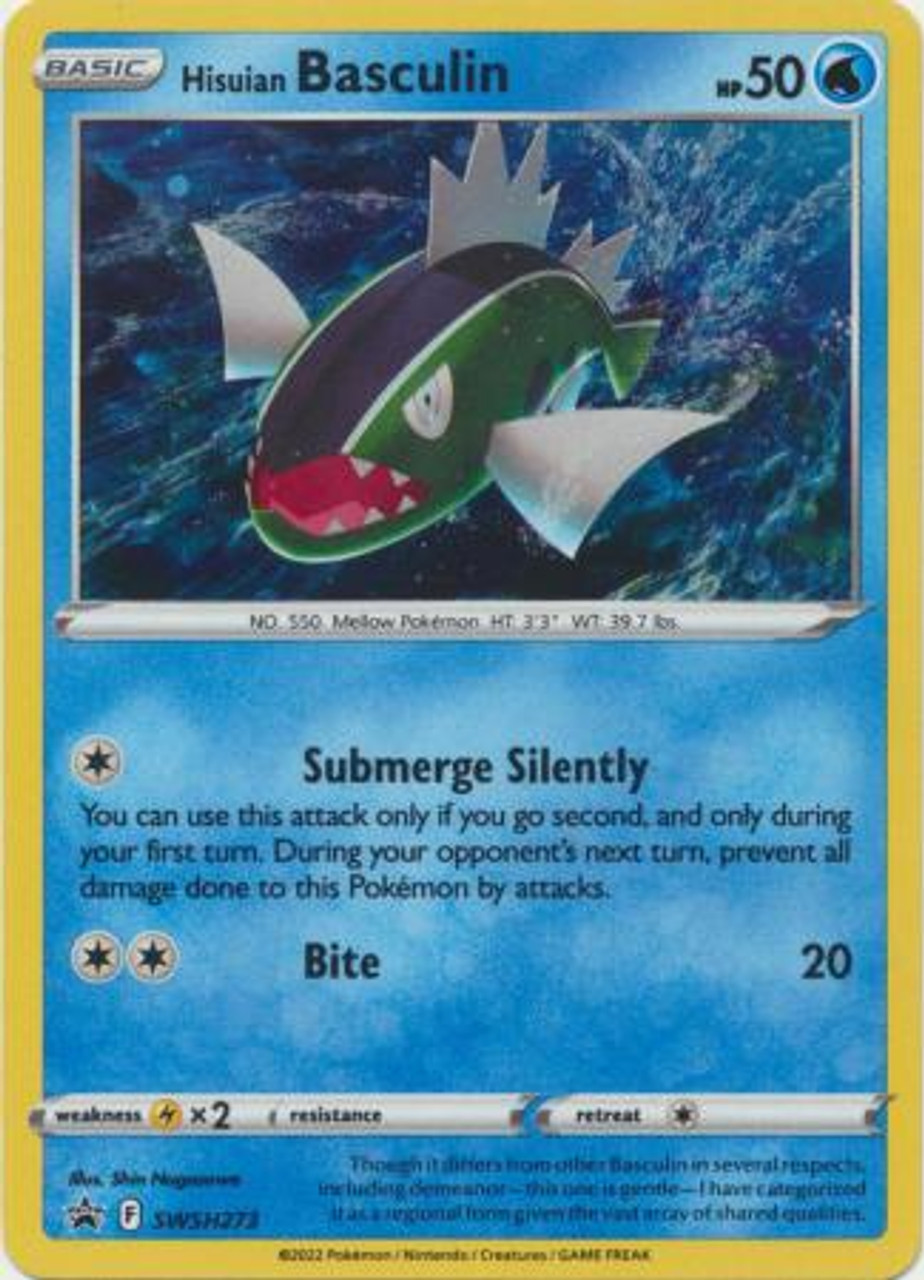 BASIC Hisuian Basculin HP 50
NO. 550 Mellow Pokémon HT: 3'3" WT: 39.7 lbs.
Submerge Silently
You can use this attack only if you go second, and only during
your first turn. During your opponent's next turn, prevent all
damage done to this Pokémon by attacks.
Bite 20
weakness ×2 resistance retreat
Illus. Shin Nagasawa
Though it differs from other Basculin in several respects,
including demeanor—this one is gentle—I have categorized
it as a regional form given the vast array of shared qualities.
F SWSH273
©2022 Pokémon / Nintendo / Creatures / GAME FREAK